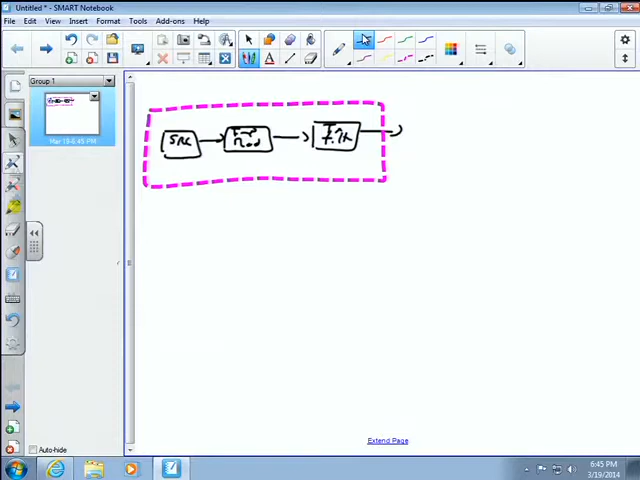 Untitled * - SMART Notebook
File Edit View Insert Format Tools Add-ons Help
Group 1
Mar 19-6:45 PM
SRC
Extend Page
Auto-hide
6:45 PM
3/19/2014